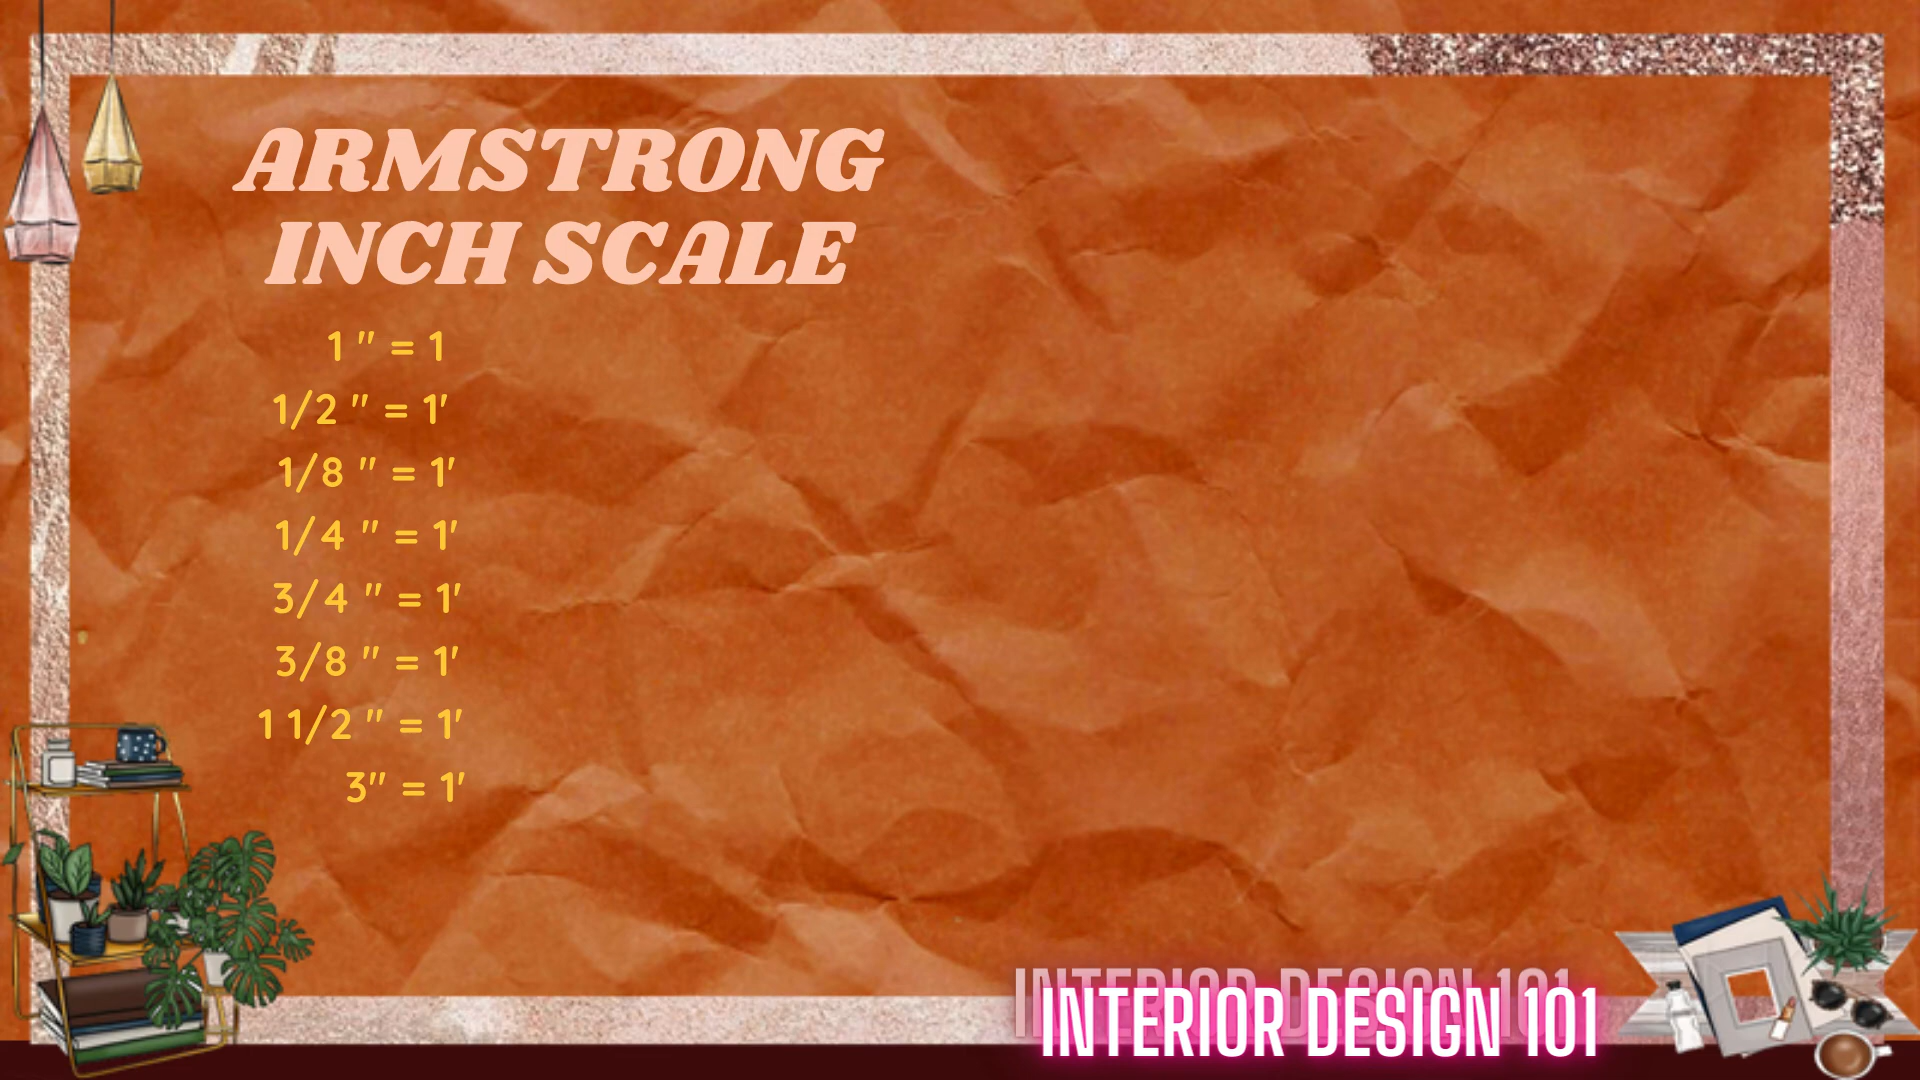 ARMSTRONG
INCH SCALE
1 " = 1
1/2 " = 1'
1/8 " = 1'
1/4 " = 1'
3/4 " = 1'
3/8 " = 1'
1 1/2 " = 1'
3" = 1'
INTERIOR DESIGN 101